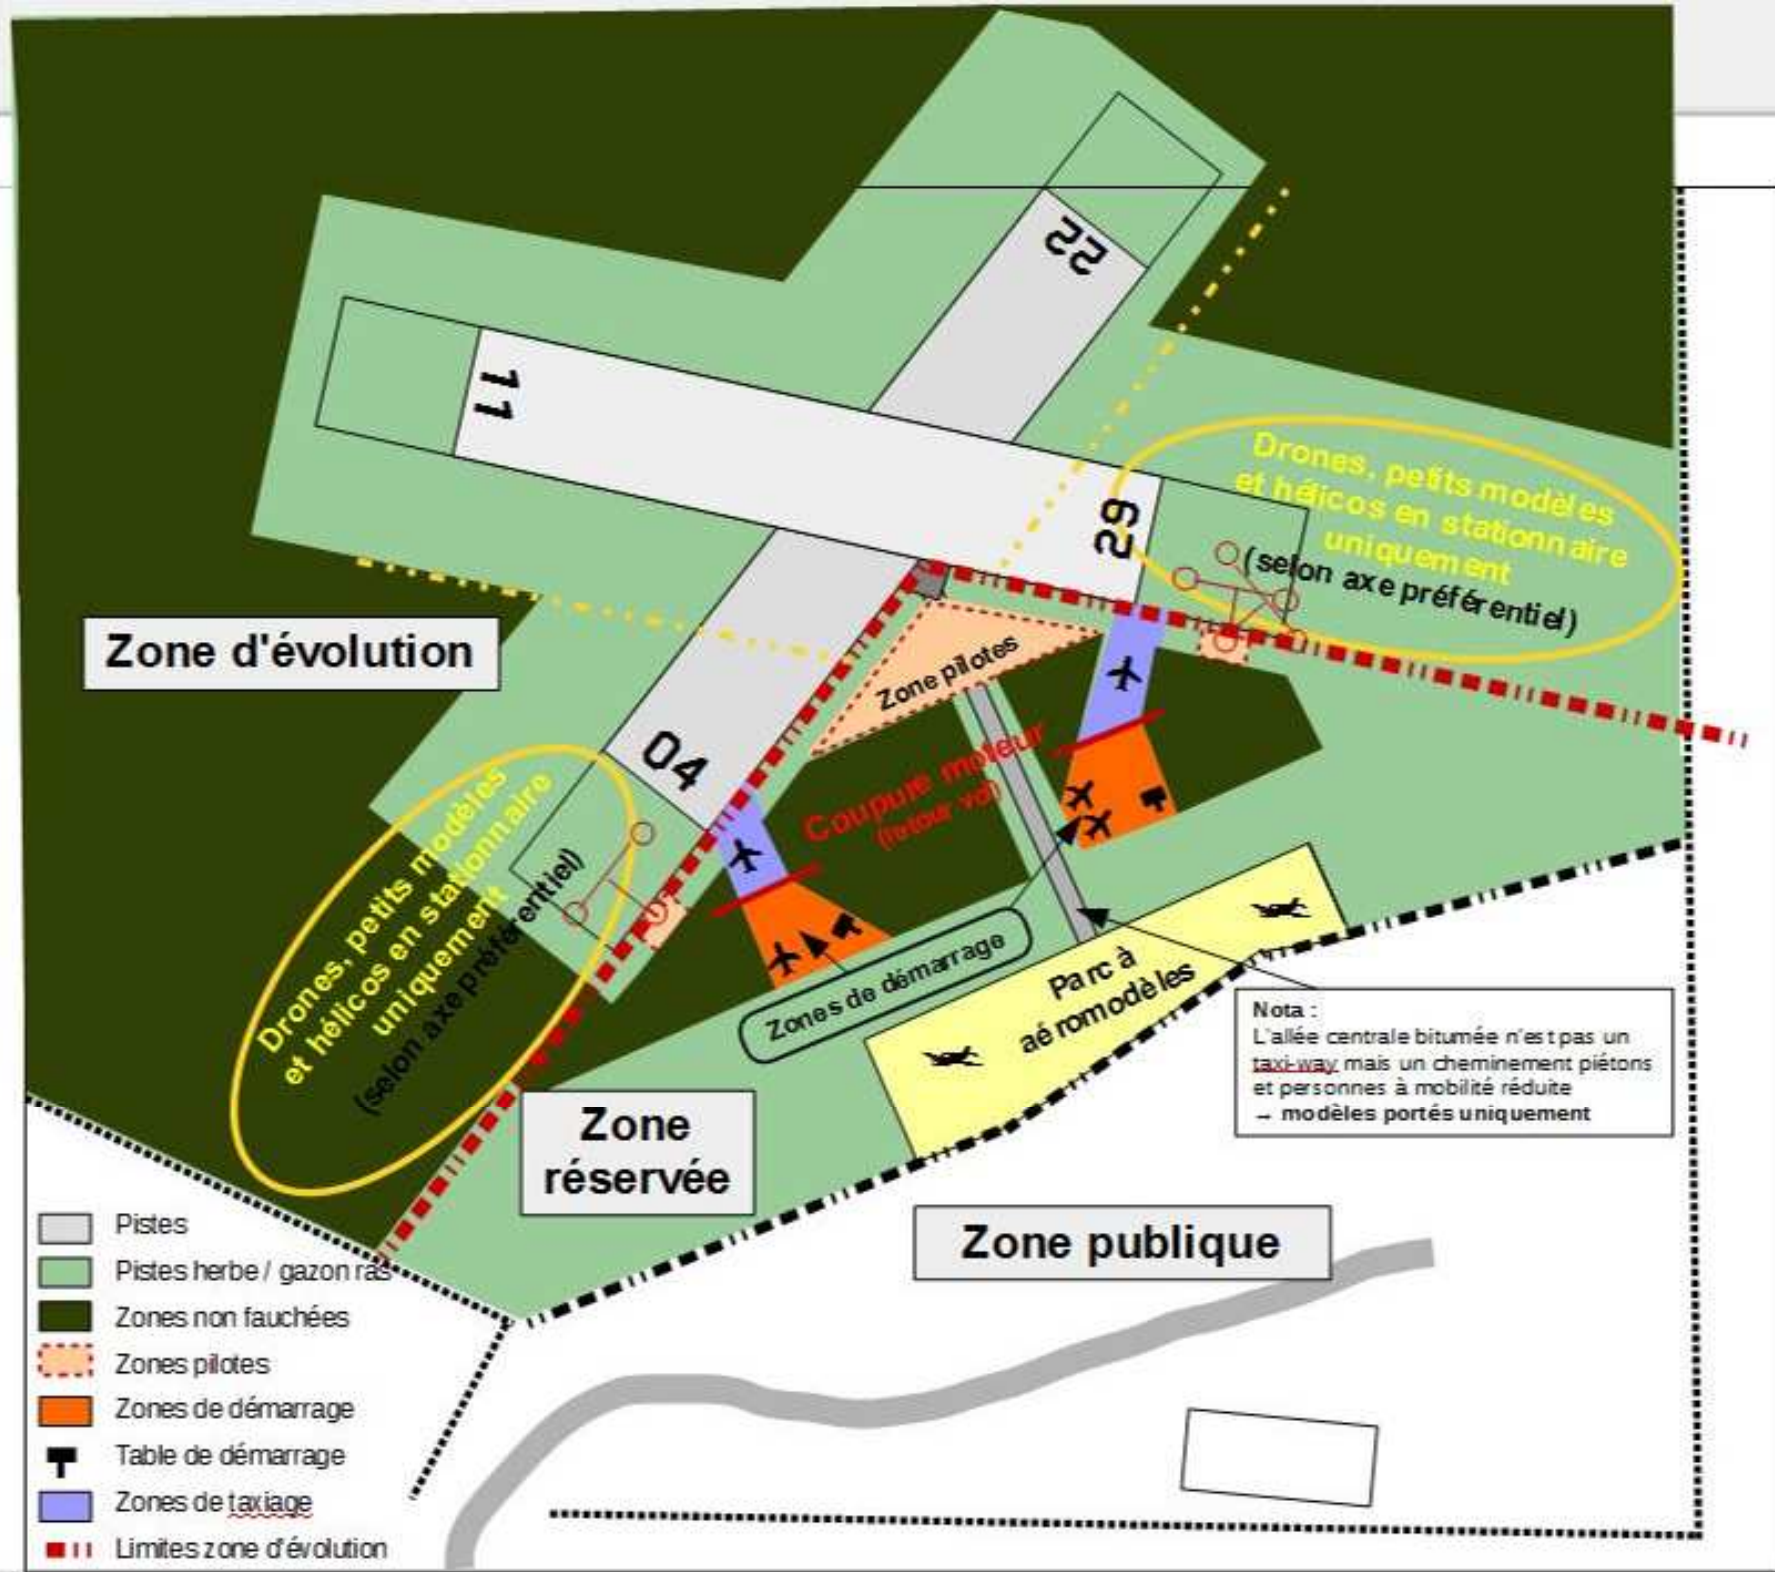 22
11
29
Drones, petits modèles
et hélicos en stationnaire
uniquement
(selon axe préférentiel)
Zone d'évolution
Zone pilotes
04
Coupure moteur
(retour vol)
Drones, petits modèles
et hélicos en stationnaire
uniquement
(selon axe préférentiel)
Zones de démarrage
Parc à
aéromodèles
Nota :
L'allée centrale bitumée n'est pas un
taxi-way mais un cheminement piétons
et personnes à mobilité réduite
→ modèles portés uniquement
Zone
réservée
Zone publique
Pistes
Pistes herbe / gazon ras
Zones non fauchées
Zones pilotes
Zones de démarrage
Table de démarrage
Zones de taxiage
Limites zone d'évolution